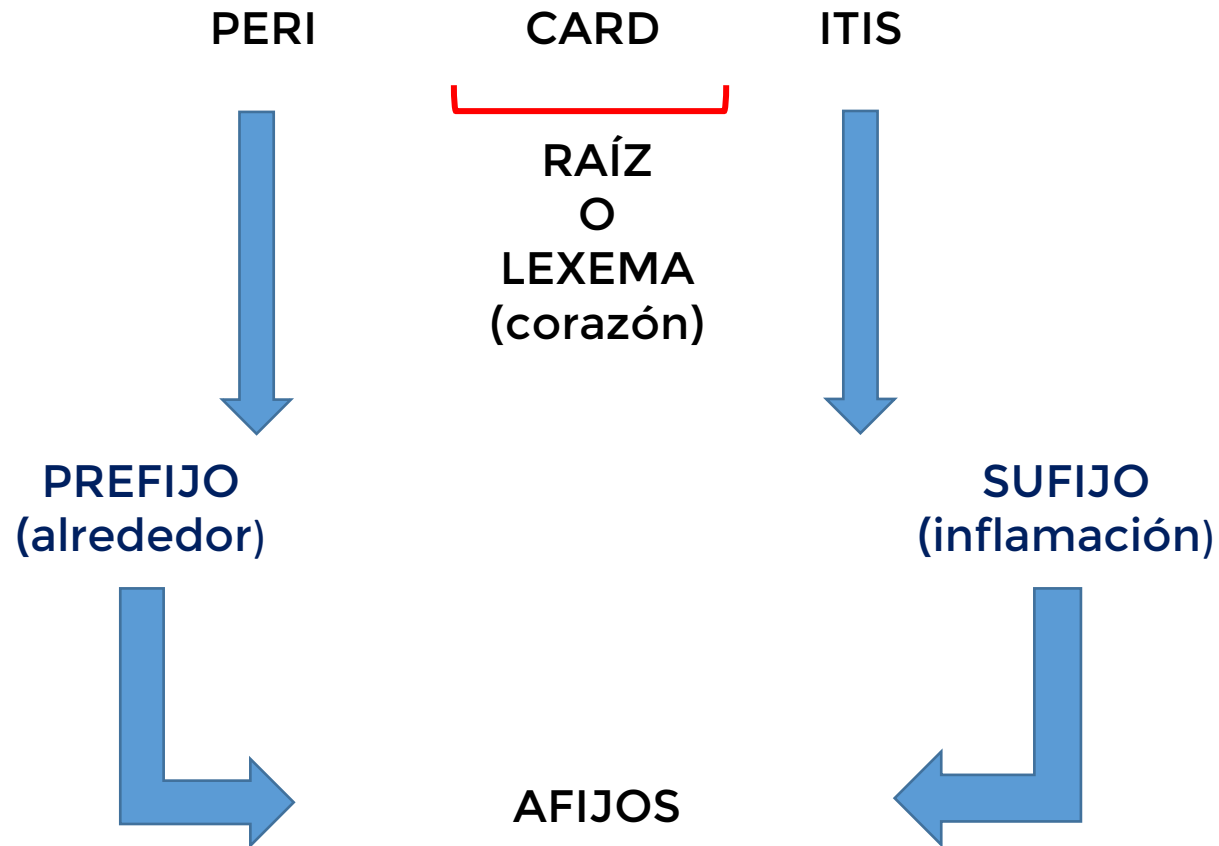 PERI CARD ITIS
RAÍZ
O
LEXEMA
(corazón)
PREFIJO
(alrededor)
SUFIJO
(inflamación)
AFIJOS